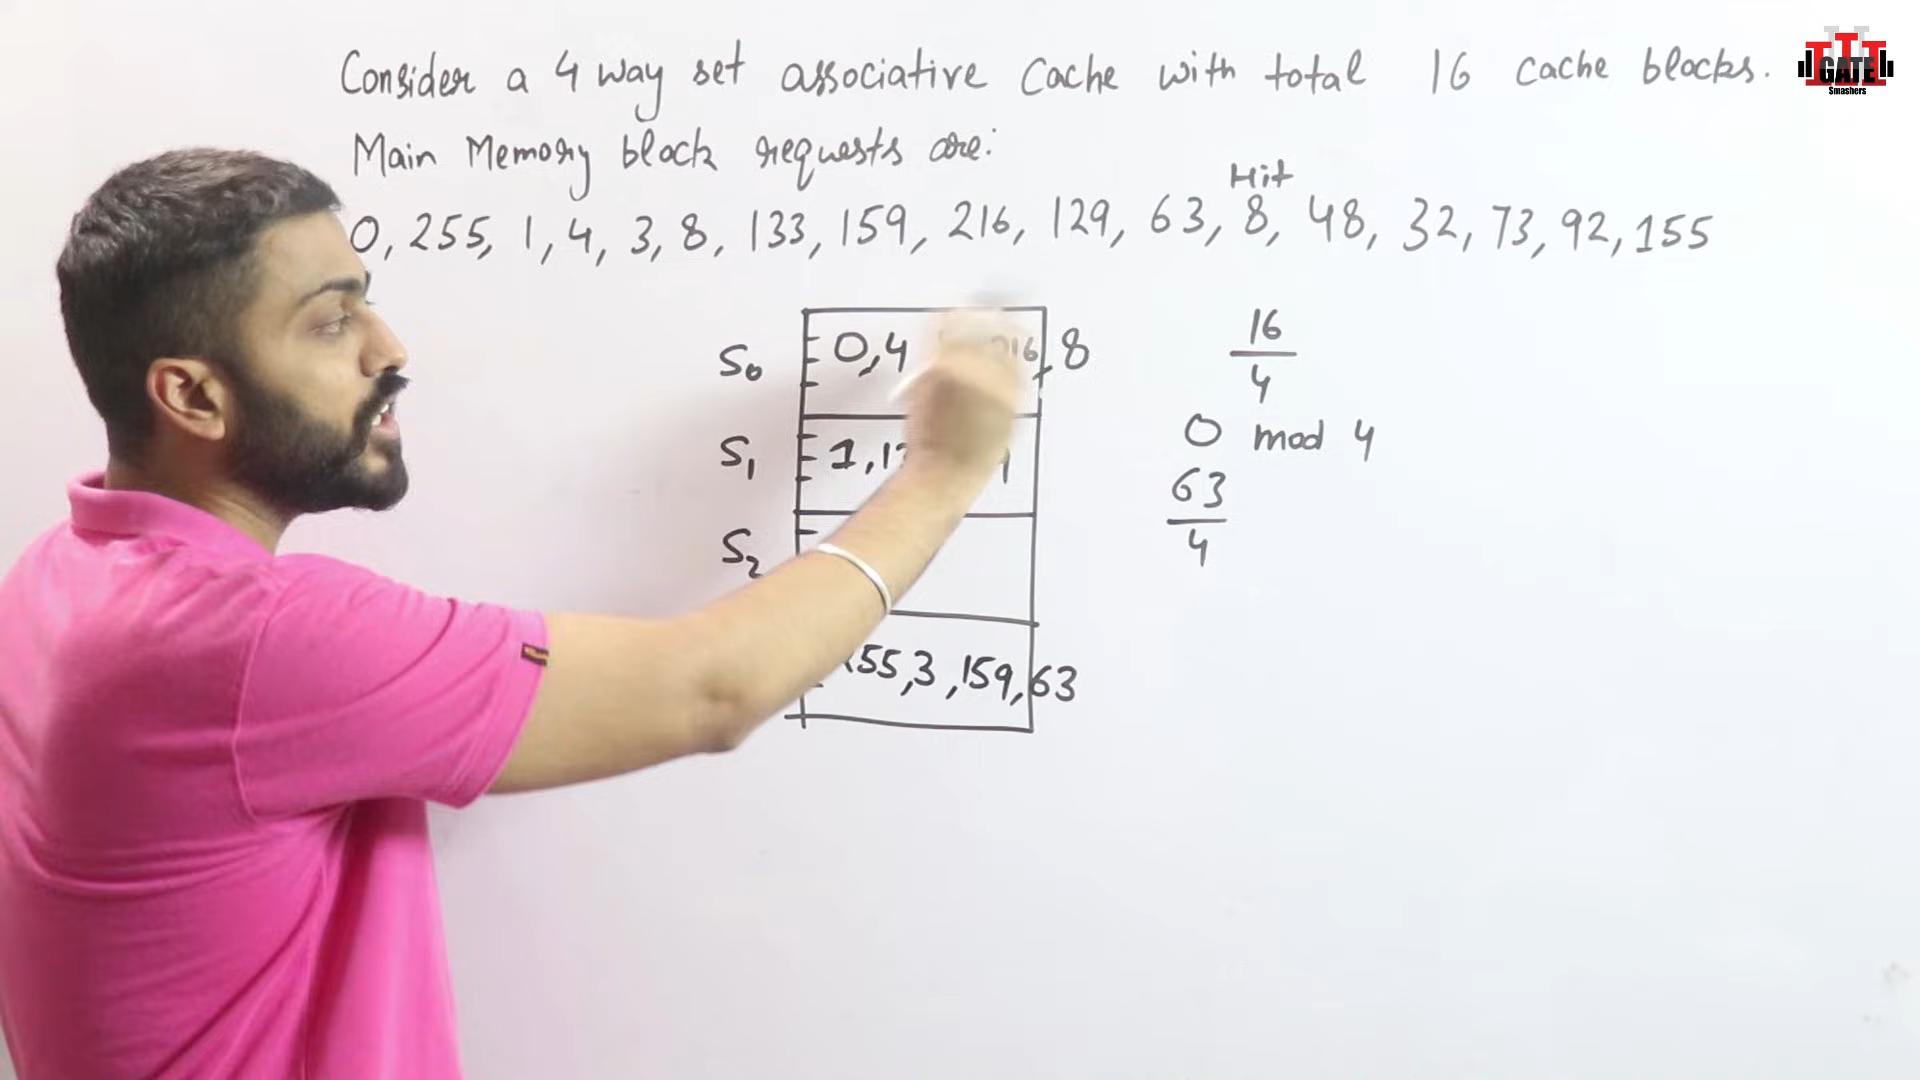 Consider a 4 way set associative Cache with total 16 cache blocks.
GATE
Smashers
Main Memory block requests are:
Hit
0, 255, 1, 4, 3, 8, 133, 159, 216, 129, 63, 8, 48, 32, 73, 92, 155
S0 0,4 ,8
16
4
0 mod 4
S1 1,
63
4
S2
55,3,159,63